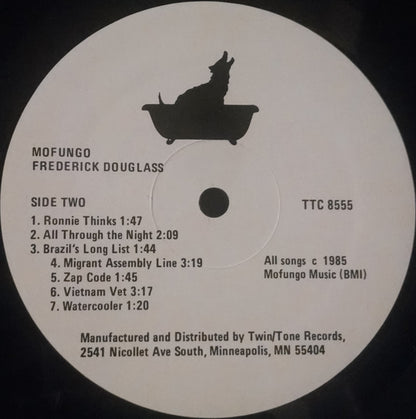 MOFUNGO
FREDERICK DOUGLASS
SIDE TWO
TTC 8555
1. Ronnie Thinks 1:47
2. All Through the Night 2:09
3. Brazil's Long List 1:44
4. Migrant Assembly Line 3:19
5. Zap Code 1:45
6. Vietnam Vet 3:17
7. Watercooler 1:20
All songs c 1985
Mofungo Music (BMI)
Manufactured and Distributed by Twin/Tone Records,
2541 Nicollet Ave South, Minneapolis, MN 55404